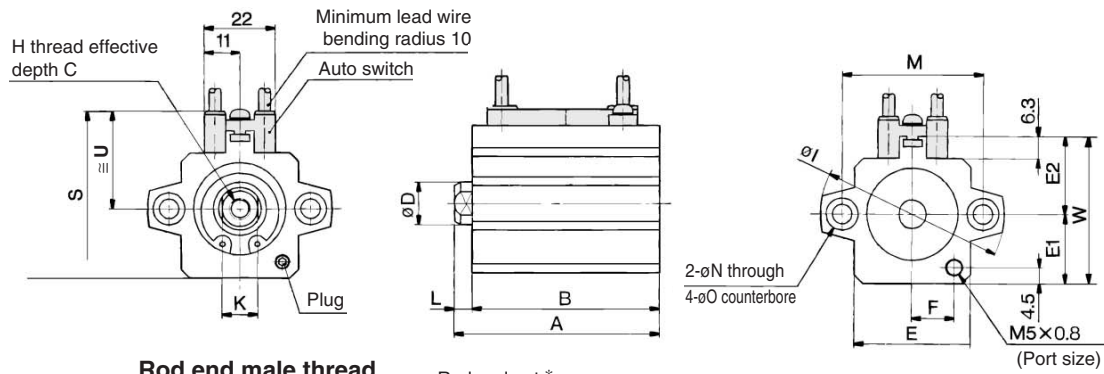 22
11
Minimum lead wire
bending radius 10
H thread effective
depth C
Auto switch
S
≅U
K
Plug
øD
L
B
A
M
6.3
øI
E2
W
E1
2-øN through
4-øO counterbore
F
E
4.5
M5×0.8
(Port size)
Rod end male thread